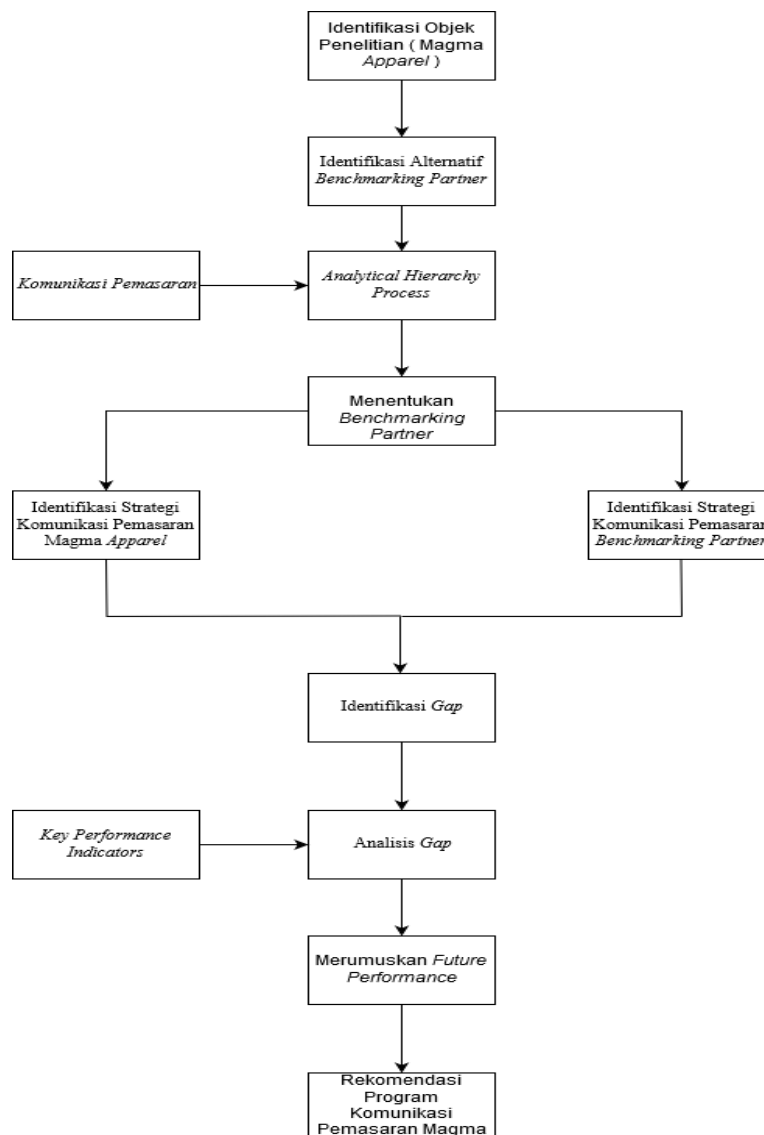 Identifikasi Objek
Penelitian ( Magma
Apparel )
Identifikasi Alternatif
Benchmarking Partner
Komunikasi Pemasaran
Analytical Hierarchy
Process
Menentukan
Benchmarking
Partner
Identifikasi Strategi
Komunikasi Pemasaran
Magma Apparel
Identifikasi Strategi
Komunikasi Pemasaran
Benchmarking Partner
Identifikasi Gap
Key Performance
Indicators
Analisis Gap
Merumuskan Future
Performance
Rekomendasi
Program
Komunikasi
Pemasaran Magma